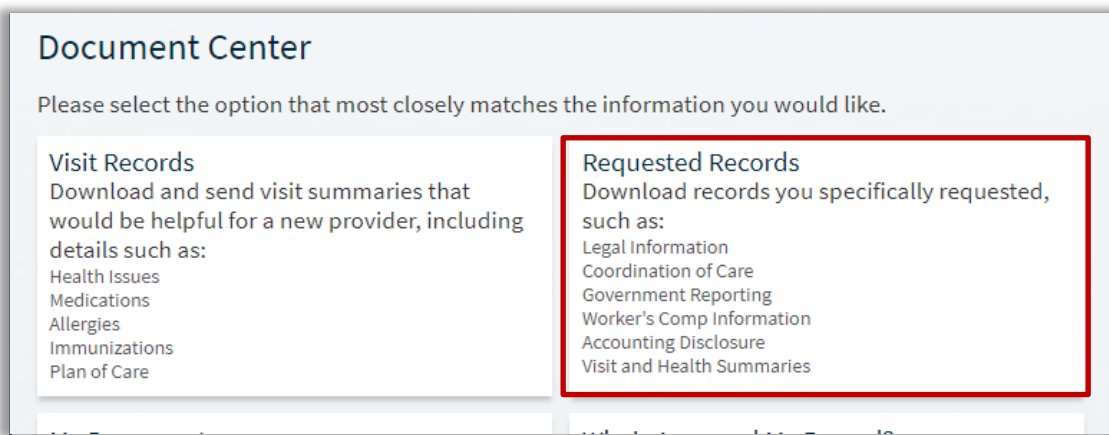 Document Center
Please select the option that most closely matches the information you would like.
Visit Records
Download and send visit summaries that
would be helpful for a new provider, including
details such as:
Health Issues
Medications
Allergies
Immunizations
Plan of Care
Requested Records
Download records you specifically requested,
such as:
Legal Information
Coordination of Care
Government Reporting
Worker's Comp Information
Accounting Disclosure
Visit and Health Summaries